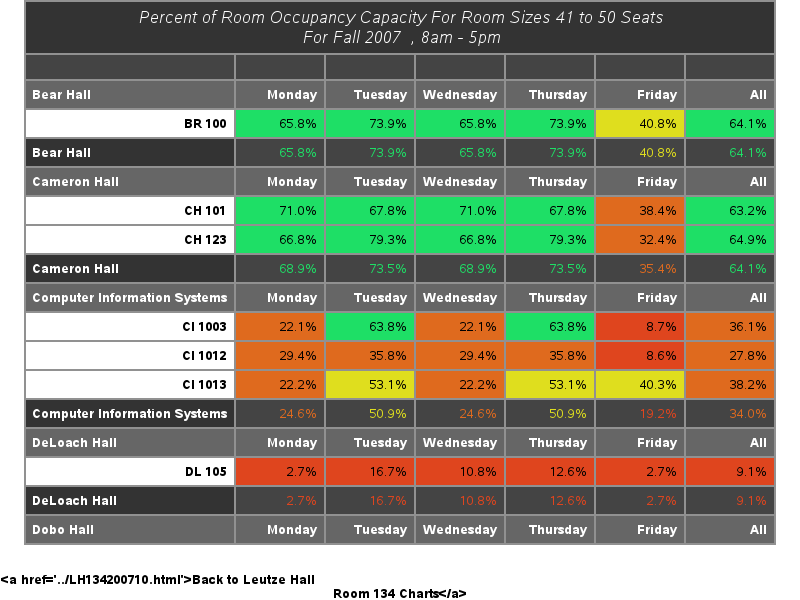 Percent of Room Occupancy Capacity For Room Sizes 41 to 50 Seats
For Fall 2007 , 8am - 5pm
Bear Hall Monday Tuesday Wednesday Thursday Friday All
BR 100 65.8% 73.9% 65.8% 73.9% 40.8% 64.1%
Bear Hall 65.8% 73.9% 65.8% 73.9% 40.8% 64.1%
Cameron Hall Monday Tuesday Wednesday Thursday Friday All
CH 101 71.0% 67.8% 71.0% 67.8% 38.4% 63.2%
CH 123 66.8% 79.3% 66.8% 79.3% 32.4% 64.9%
Cameron Hall 68.9% 73.5% 68.9% 73.5% 35.4% 64.1%
Computer Information Systems Monday Tuesday Wednesday Thursday Friday All
CI 1003 22.1% 63.8% 22.1% 63.8% 8.7% 36.1%
CI 1012 29.4% 35.8% 29.4% 35.8% 8.6% 27.8%
CI 1013 22.2% 53.1% 22.2% 53.1% 40.3% 38.2%
Computer Information Systems 24.6% 50.9% 24.6% 50.9% 19.2% 34.0%
DeLoach Hall Monday Tuesday Wednesday Thursday Friday All
DL 105 2.7% 16.7% 10.8% 12.6% 2.7% 9.1%
DeLoach Hall 2.7% 16.7% 10.8% 12.6% 2.7% 9.1%
Dobo Hall Monday Tuesday Wednesday Thursday Friday All
<a href='../LH134200710.html'>Back to Leutze Hall
Room 134 Charts</a>